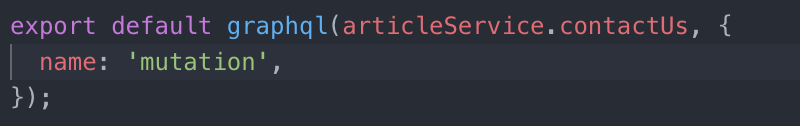 export default graphql(articleService.contactUs, {
  name: 'mutation',
});